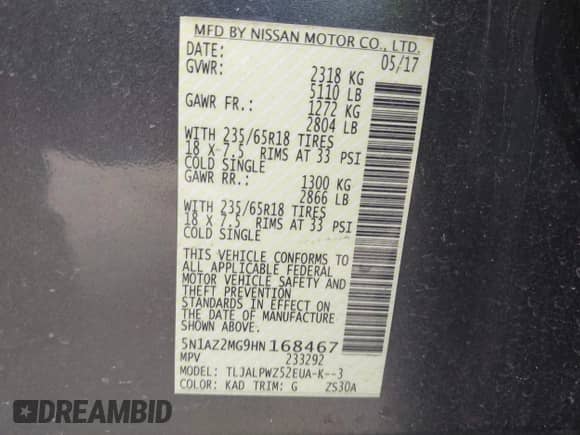 MFD BY NISSAN MOTOR CO., LTD.
DATE: 05/17
GVWR: 2318 KG
5110 LB
GAWR FR.: 1272 KG
2804 LB
WITH 235/65R18 TIRES
18 X 7.5 RIMS AT 33 PSI
COLD SINGLE
GAWR RR.: 1300 KG
2866 LB
WITH 235/65R18 TIRES
18 X 7.5 RIMS AT 33 PSI
COLD SINGLE
THIS VEHICLE CONFORMS TO
ALL APPLICABLE FEDERAL
MOTOR VEHICLE SAFETY AND
THEFT PREVENTION
STANDARDS IN EFFECT ON
THE DATE OF MANUFACTURE
SHOWN ABOVE.
5N1AZ2MG9HN168467
MPV 233292
MODEL: TLJALPWZ52EUA-K--3
COLOR: KAD TRIM: G ZS30A
STAT.VIN
AUTOBIDMASTER